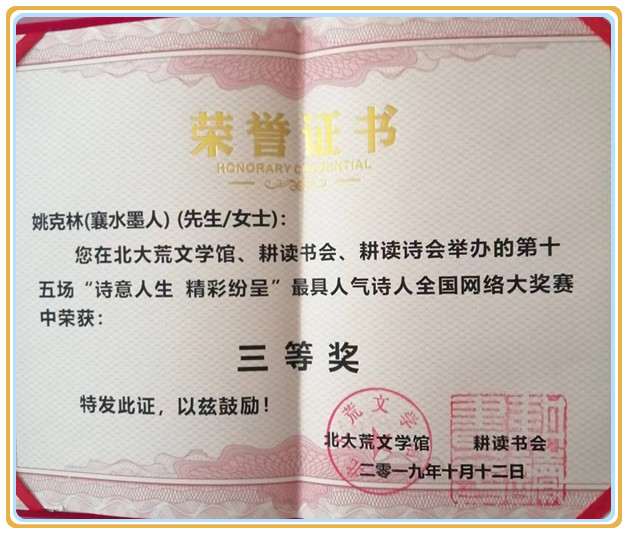 荣誉证书
HONORARY CREDENTIAL
姚克林(襄水墨人) (先生/女士)：
您在北大荒文学馆、耕读书会、耕读诗会举办的第十
五场“诗意人生 精彩纷呈”最具人气诗人全国网络大奖赛
中荣获：
三等奖
特发此证，以兹鼓励！
北大荒文学馆 耕读书会
二零一九年十月十二日